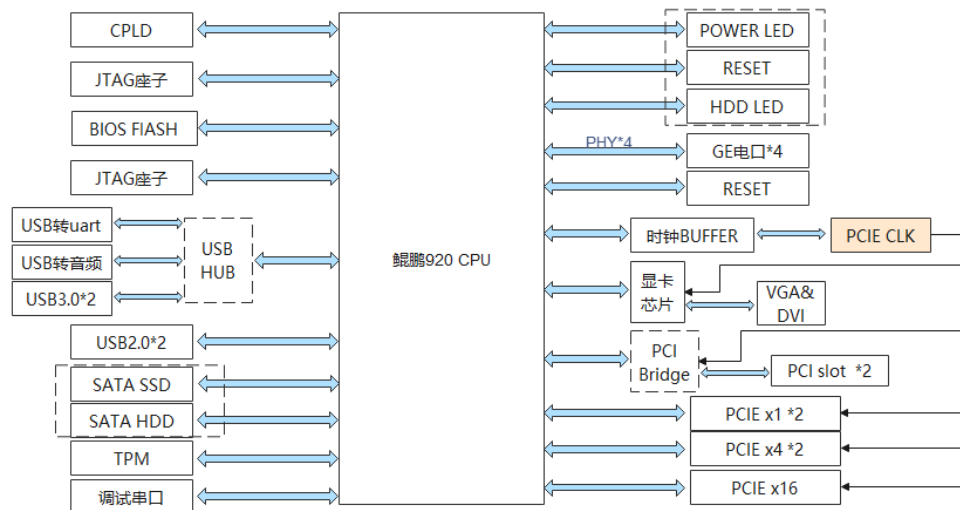 CPLD
JTAG座子
BIOS FIASH
JTAG座子
USB转uart
USB转音频
USB3.0*2
USB
HUB
USB2.0*2
SATA SSD
SATA HDD
TPM
调试串口
鲲鹏920 CPU
POWER LED
RESET
HDD LED
PHY*4
GE电口*4
RESET
时钟BUFFER
PCIE CLK
显卡
芯片
VGA&
DVI
PCI
Bridge
PCI slot *2
PCIE x1 *2
PCIE x4 *2
PCIE x16